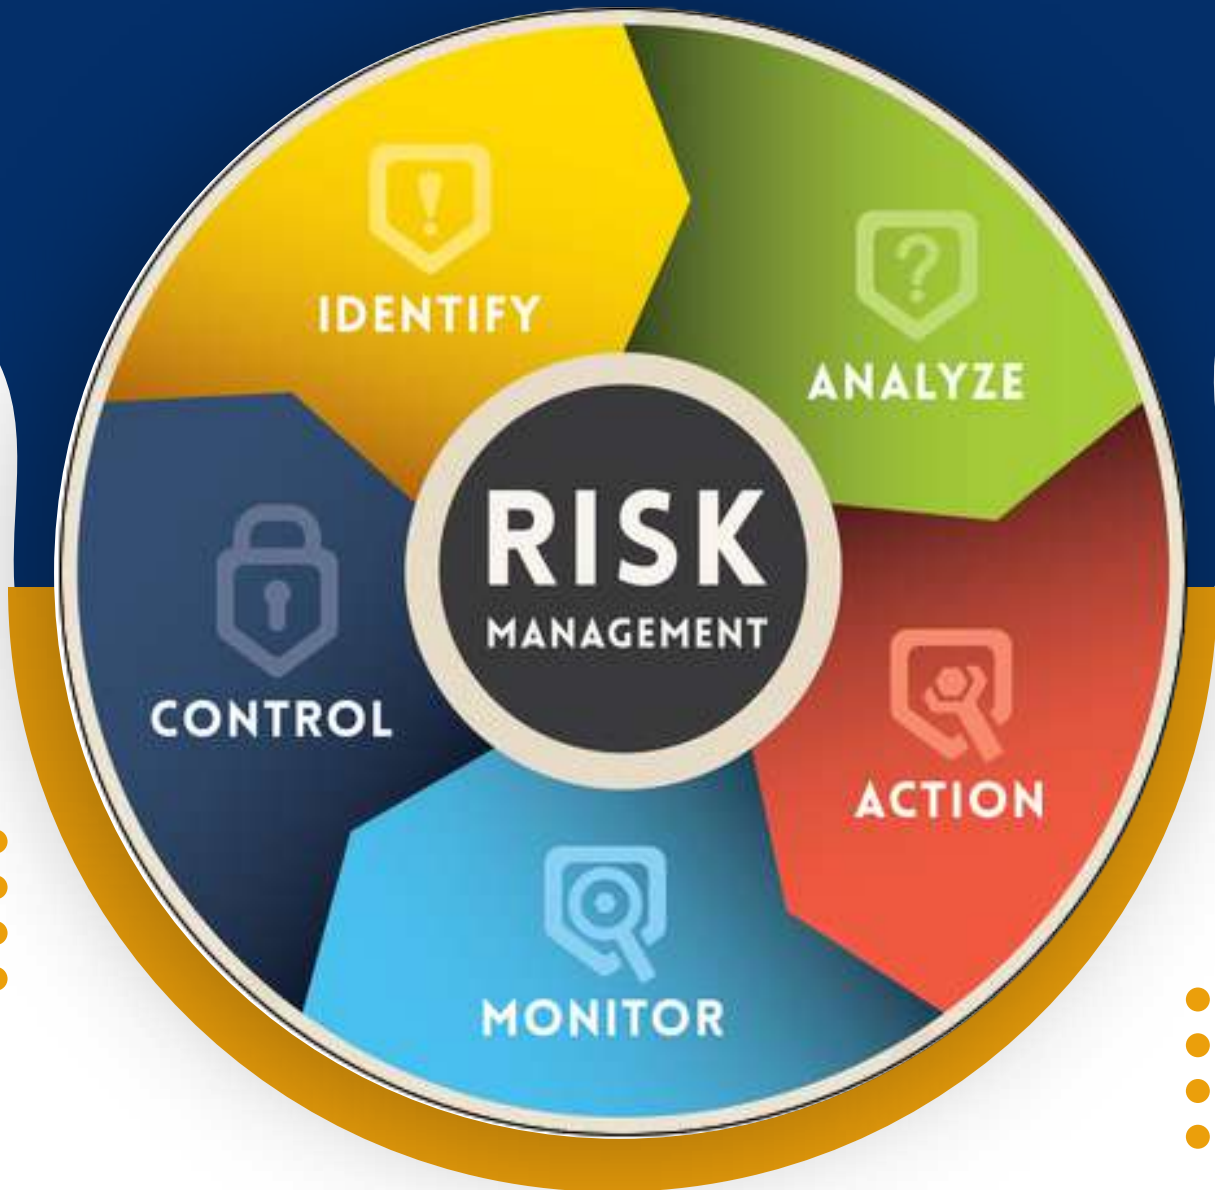 IDENTIFY
ANALYZE
RISK
MANAGEMENT
CONTROL
ACTION
MONITOR